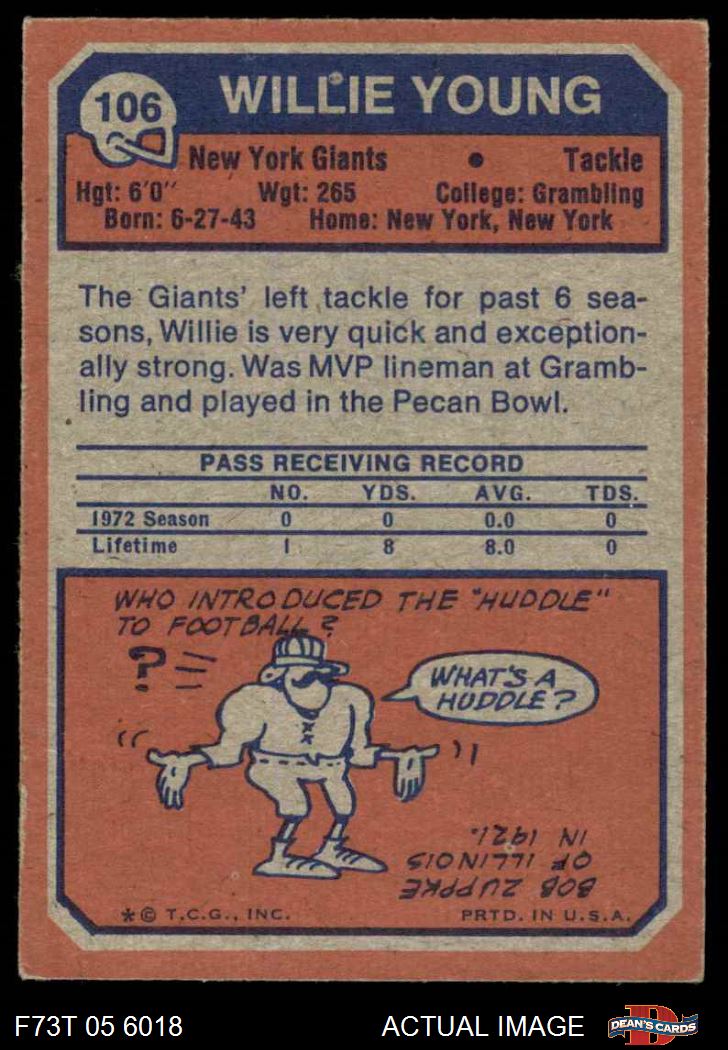 106
WILLIE YOUNG
New York Giants • Tackle
Hgt: 6'0" Wgt: 265 College: Grambling
Born: 6-27-43 Home: New York, New York
The Giants' left tackle for past 6 sea-
sons, Willie is very quick and exception-
ally strong. Was MVP lineman at Gramb-
ling and played in the Pecan Bowl.
PASS RECEIVING RECORD
NO. YDS. AVG. TDS.
1972 Season 0 0 0.0 0
Lifetime 1 8 8.0 0
WHO INTRODUCED THE "HUDDLE"
TO FOOTBALL?
?
WHAT'S A
HUDDLE?
BOB ZUPPKE
OF ILLINOIS
IN 1921.
*© T.C.G., INC. PRTD. IN U.S.A.
F73T 05 6018 ACTUAL IMAGE
D
DEAN'S CARDS